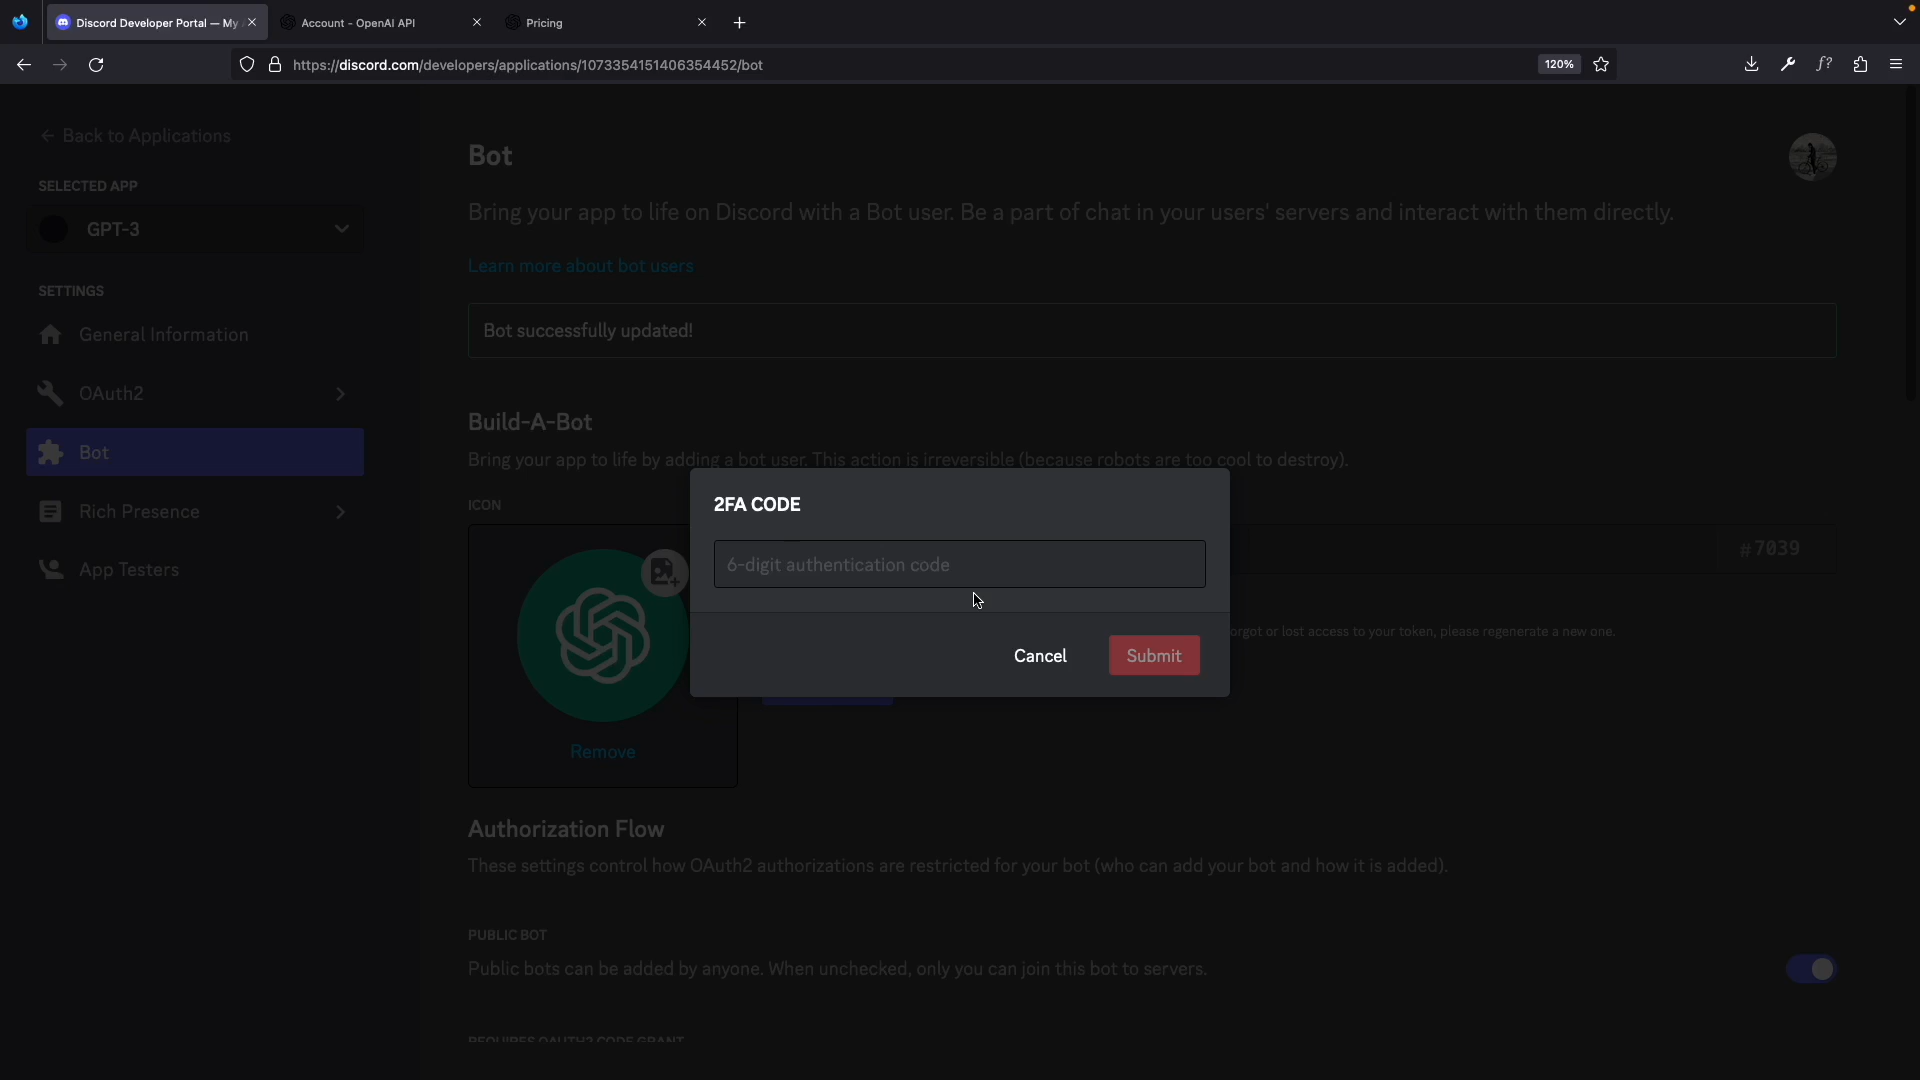 Discord Developer Portal — My
Account - OpenAI API
Pricing
https://discord.com/developers/applications/1073354151406354452/bot
120%
Back to Applications
SELECTED APP
GPT-3
SETTINGS
General Information
OAuth2
Bot
Rich Presence
App Testers
Bot
Bring your app to life on Discord with a Bot user. Be a part of chat in your users' servers and interact with them directly.
Learn more about bot users
Bot successfully updated!
Build-A-Bot
Bring your app to life by adding a bot user. This action is irreversible (because robots are too cool to destroy).
ICON
#7039
orgot or lost access to your token, please regenerate a new one.
Remove
2FA CODE
6-digit authentication code
Cancel
Submit
Authorization Flow
These settings control how OAuth2 authorizations are restricted for your bot (who can add your bot and how it is added).
PUBLIC BOT
Public bots can be added by anyone. When unchecked, only you can join this bot to servers.
REQUIRES OAUTH2 CODE GRANT